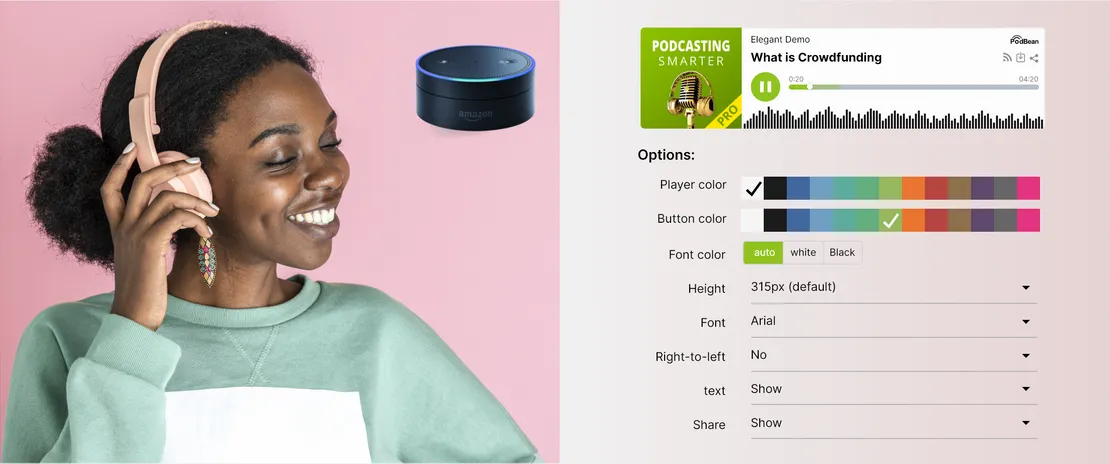 amazon
PODCASTING
SMARTER
PRO
Elegant Demo
PodBean
What is Crowdfunding
0:20
04:20
Options:
Player color
Button color
Font color auto white Black
Height 315px (default)
Font Arial
Right-to-left No
text Show
Share Show